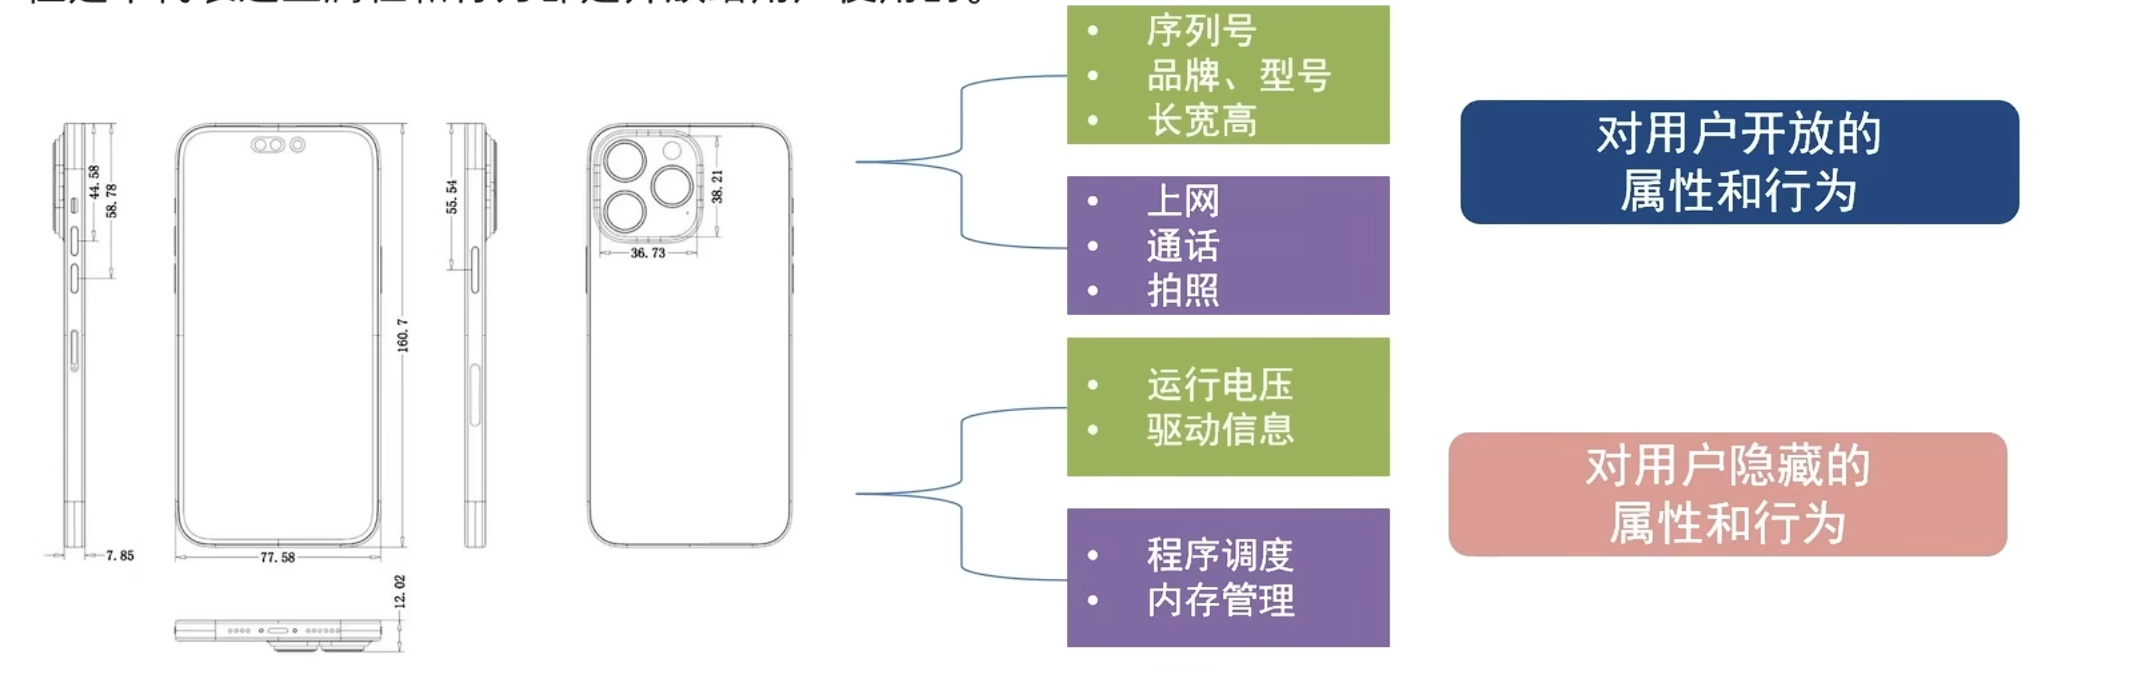 序列号
品牌、型号
长宽高
上网
通话
拍照
对用户开放的
属性和行为
运行电压
驱动信息
程序调度
内存管理
对用户隐藏的
属性和行为
44.58
58.78
7.85
160.7
77.58
12.02
55.54
38.21
36.73